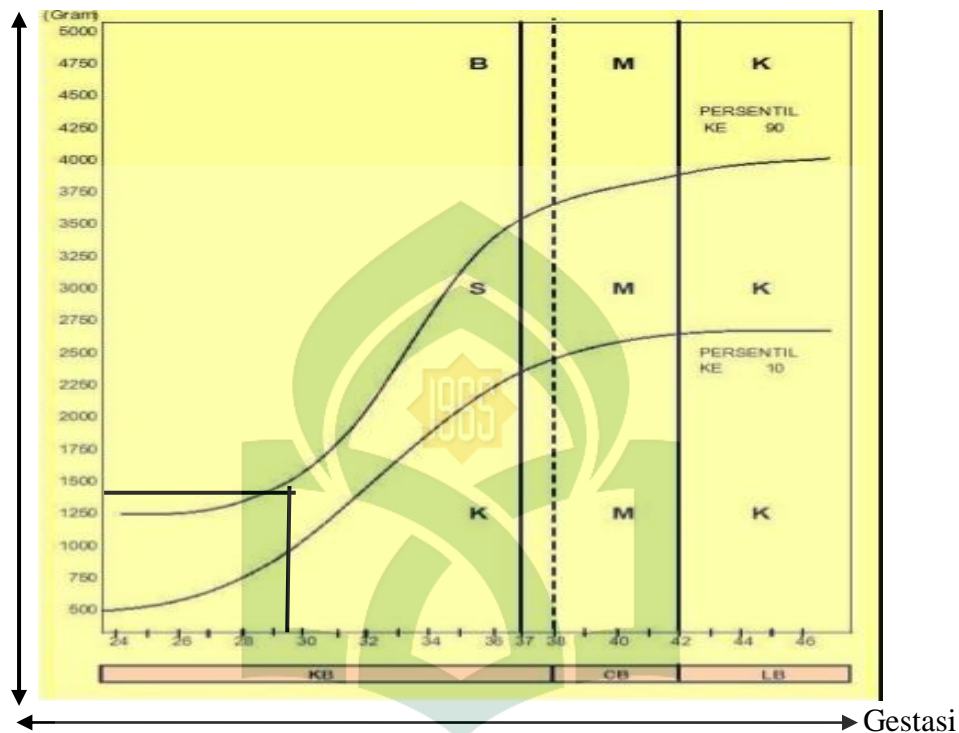 (Gram)
5000
4750
B
M
K
4500
PERSENTIL
KE 90
4250
4000
3750
3500
3250
3000
S
M
K
2750
2500
PERSENTIL
KE 10
2250
1965
2000
1750
1500
1250
K
M
K
1000
750
500
24 26 28 30 32 34 36 37 38 40 42 44 46
KB CB LB
Gestasi